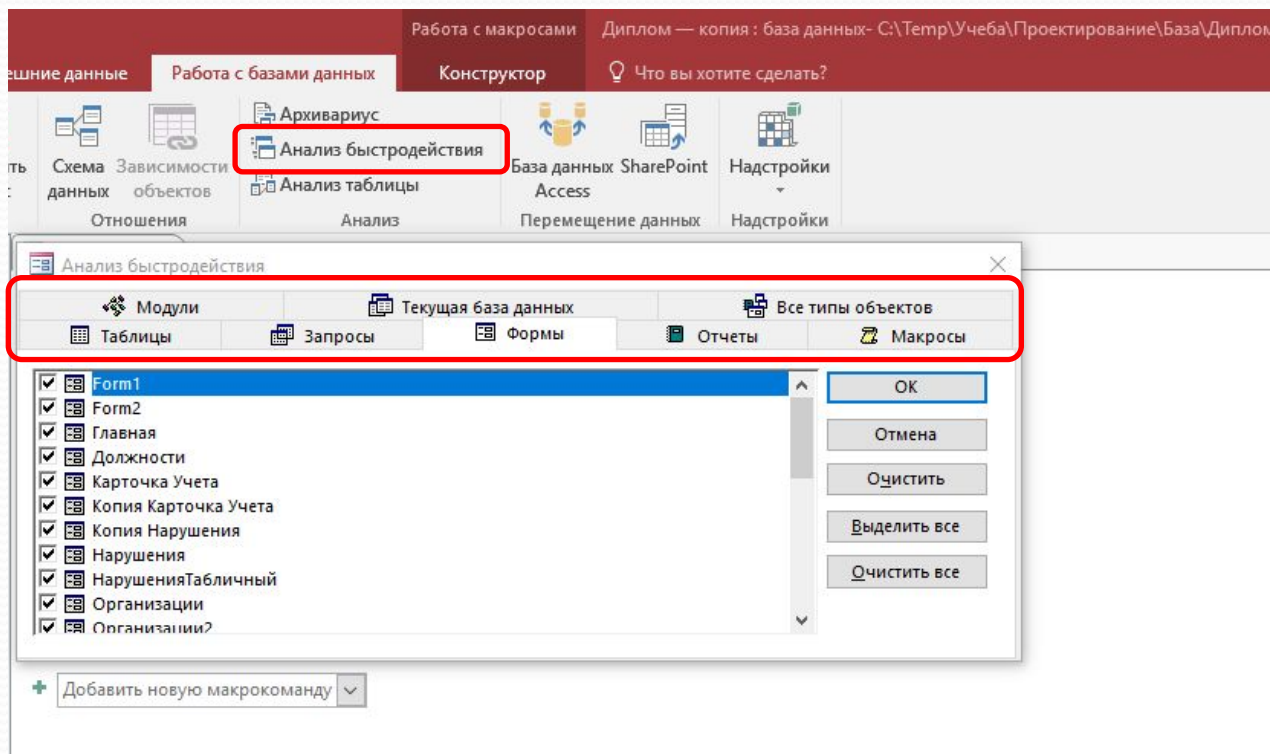 Работа с макросами Диплом — копия : база данных- C:\Temp\Учеба\Проектирование\База\Диплом
ешние данные Работа с базами данных Конструктор Что вы хотите сделать?
Архивариус
Анализ быстродействия
Анализ таблицы
ть
Схема данных
Зависимости объектов
База данных Access
SharePoint
Надстройки
Отношения Анализ Перемещение данных Надстройки
Анализ быстродействия
Модули Текущая база данных Все типы объектов
Таблицы Запросы Формы Отчеты Макросы
Form1
Form2
Главная
Должности
Карточка Учета
Копия Карточка Учета
Копия Нарушения
Нарушения
НарушенияТабличный
Организации
Организации2
ОК
Отмена
Очистить
Выделить все
Очистить все
Добавить новую макрокоманду